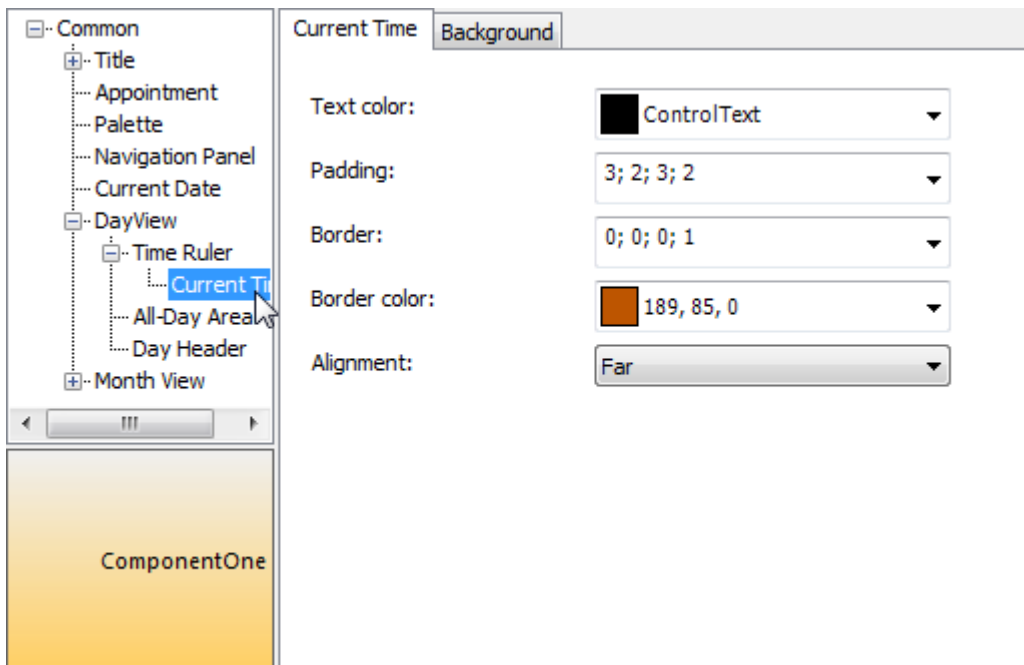 Common
Title
Appointment
Palette
Navigation Panel
Current Date
DayView
Time Ruler
Current
All-Day Area
Day Header
Month View
ComponentOne
Current Time
Background
Text color:
ControlText
Padding:
3; 2; 3; 2
Border:
0; 0; 0; 1
Border color:
189, 85, 0
Alignment:
Far